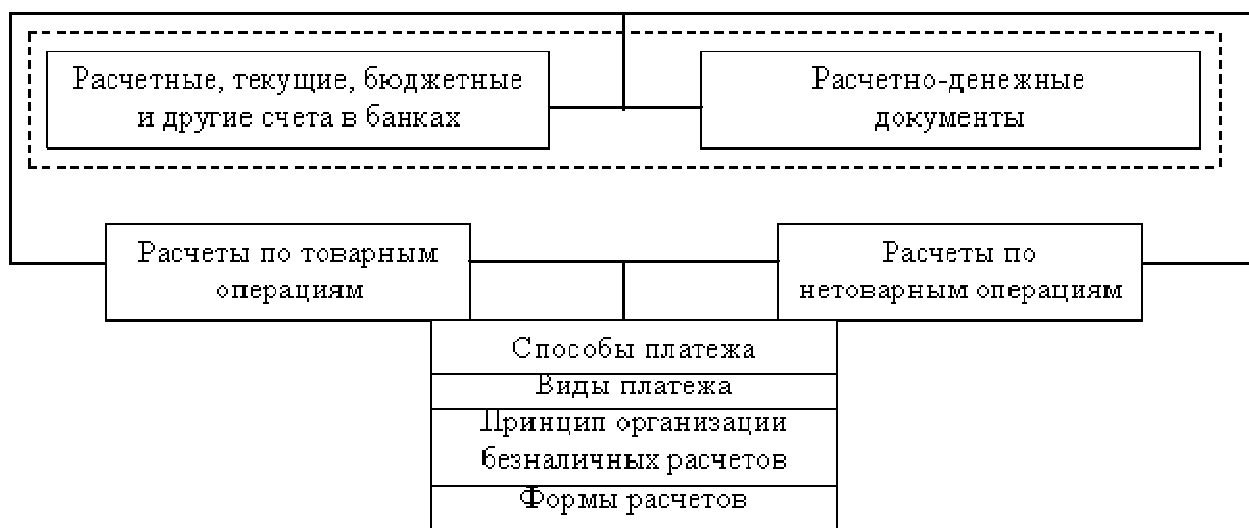 Расчетные, текущие, бюджетные
и другие счета в банках
Расчетно-денежные
документы
Расчеты по товарным
операциям
Расчеты по
нетоварным операциям
Способы платежа
Виды платежа
Принцип организации
безналичных расчетов
Формы расчетов